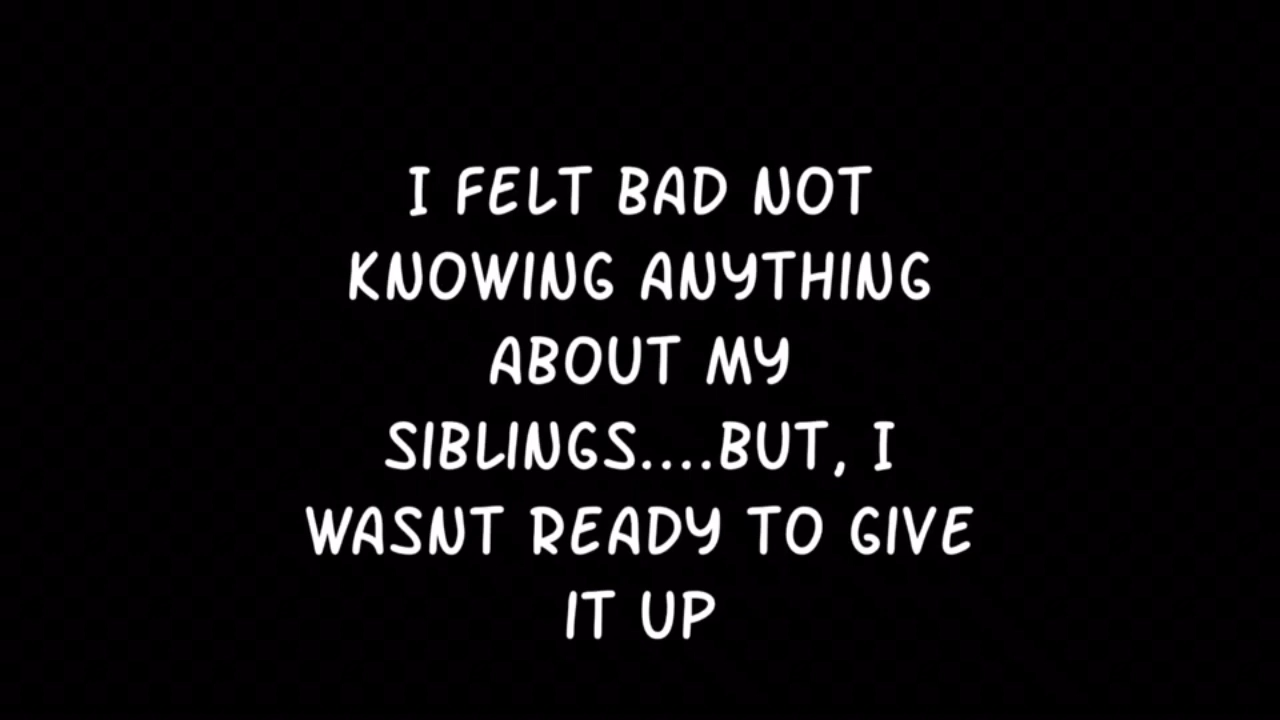 I FELT BAD NOT
KNOWING ANYTHING
ABOUT MY
SIBLINGS....BUT, I
WASNT READY TO GIVE
IT UP